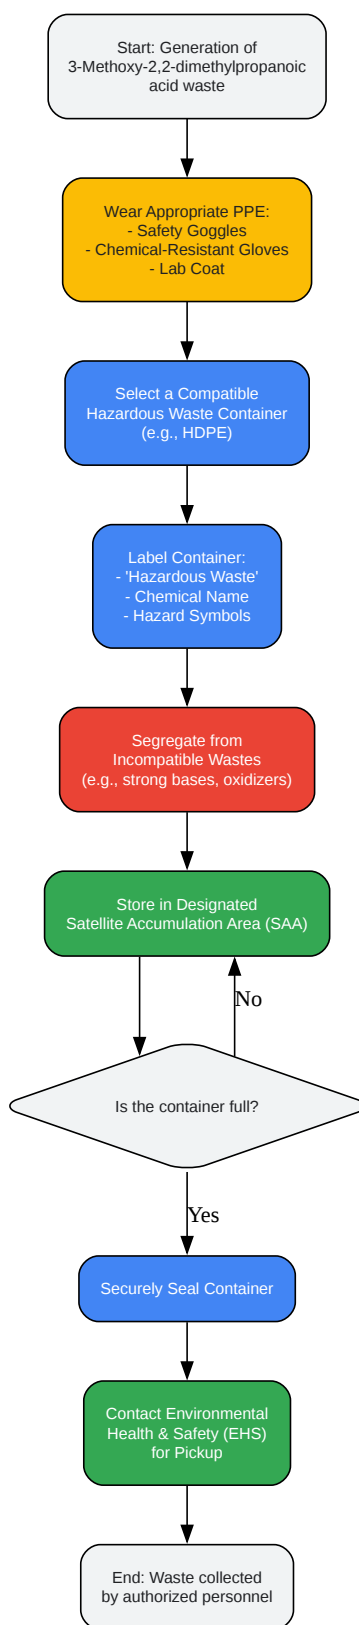 Start: Generation of
3-Methoxy-2,2-dimethylpropanoic
acid waste
Wear Appropriate PPE:
- Safety Goggles
- Chemical-Resistant Gloves
- Lab Coat
Select a Compatible
Hazardous Waste Container
(e.g., HDPE)
Label Container:
- 'Hazardous Waste'
- Chemical Name
- Hazard Symbols
Segregate from
Incompatible Wastes
(e.g., strong bases, oxidizers)
Store in Designated
Satellite Accumulation Area (SAA)
No
Is the container full?
Yes
Securely Seal Container
Contact Environmental
Health & Safety (EHS)
for Pickup
End: Waste collected
by authorized personnel